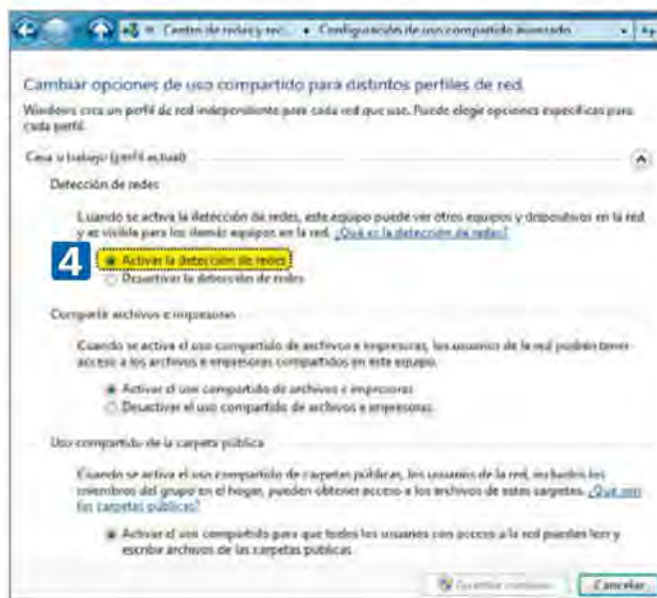 Centro de redes y rec... Configuración de uso compartido avanzado
Cambiar opciones de uso compartido para distintos perfiles de red
Windows crea un perfil de red independiente para cada red que use. Puede elegir opciones específicas para
cada perfil.
Casa o trabajo (perfil actual)
Detección de redes
Cuando se activa la detección de redes, este equipo puede ver otros equipos y dispositivos en la red
y es visible para los demás equipos en la red. ¿Qué es la detección de redes?
4
Activar la detección de redes
Desactivar la detección de redes
Compartir archivos e impresoras
Cuando se activa el uso compartido de archivos e impresoras, los usuarios de la red podrán tener
acceso a los archivos e impresoras compartidos en este equipo.
Activar el uso compartido de archivos e impresoras
Desactivar el uso compartido de archivos e impresoras
Uso compartido de la carpeta pública
Cuando se activa el uso compartido de carpetas públicas, los usuarios de la red, incluidos los
miembros del grupo en el hogar, pueden obtener acceso a los archivos de estas carpetas. ¿Qué son
las carpetas públicas?
Activar el uso compartido para que todos los usuarios con acceso a la red puedan leer y
escribir archivos de las carpetas públicas
Guardar cambios
Cancelar